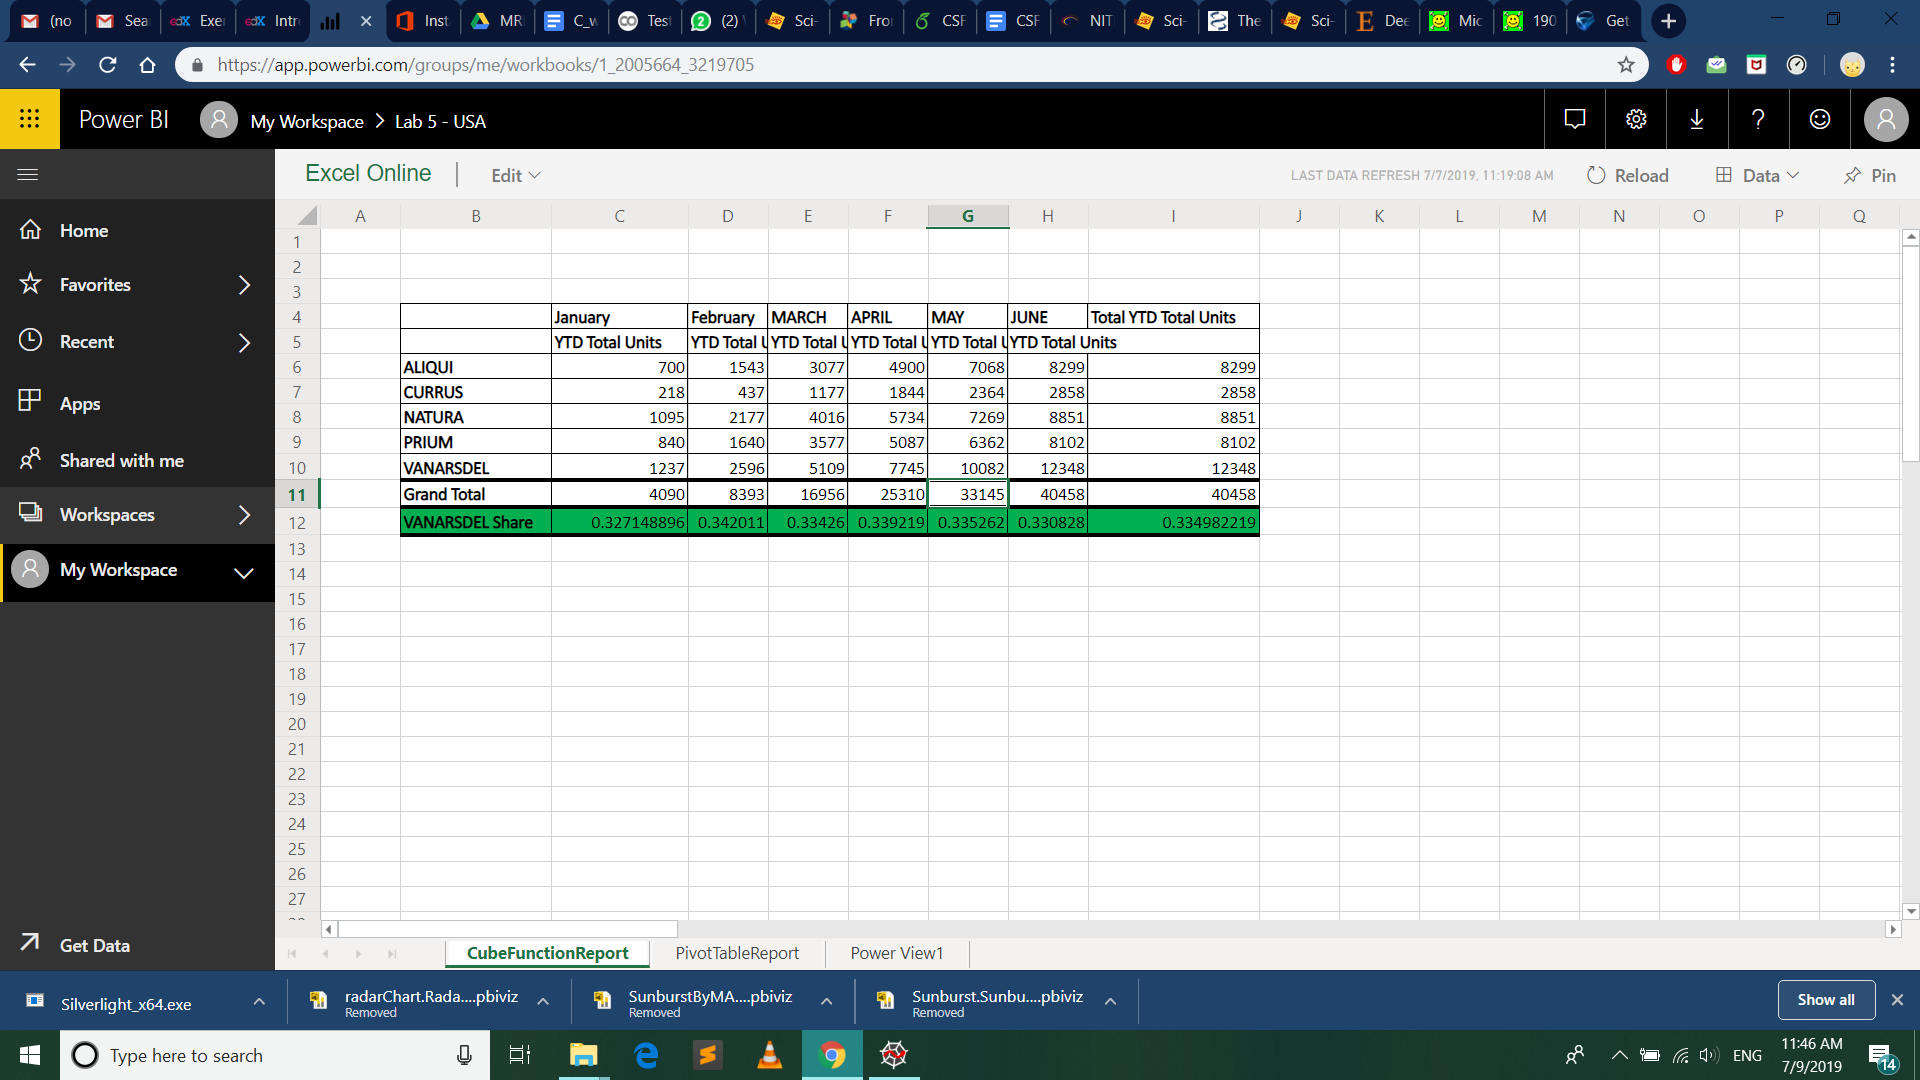 (no Sea Exer Intro Inst MR C_w Test (2) Sci- Fror CSF CSF NIT Sci- The Sci- Dee Mic 190 Get
https://app.powerbi.com/groups/me/workbooks/1_2005664_3219705
Power BI My Workspace > Lab 5 - USA
Excel Online Edit LAST DATA REFRESH 7/7/2019, 11:19:08 AM Reload Data Pin
Home
Favorites
Recent
Apps
Shared with me
Workspaces
My Workspace
Get Data
A B C D E F G H I J K L M N O P Q
1
2
3
4 January February MARCH APRIL MAY JUNE Total YTD Total Units
5 YTD Total Units YTD Total U YTD Total U YTD Total U YTD Total U YTD Total Units
6 ALIQUI 700 1543 3077 4900 7068 8299 8299
7 CURRUS 218 437 1177 1844 2364 2858 2858
8 NATURA 1095 2177 4016 5734 7269 8851 8851
9 PRIUM 840 1640 3577 5087 6362 8102 8102
10 VANARSDEL 1237 2596 5109 7745 10082 12348 12348
11 Grand Total 4090 8393 16956 25310 33145 40458 40458
12 VANARSDEL Share 0.327148896 0.342011 0.33426 0.339219 0.335262 0.330828 0.334982219
13
14
15
16
17
18
19
20
21
22
23
24
25
26
27
CubeFunctionReport PivotTableReport Power View1
Silverlight_x64.exe radarChart.Rada....pbiviz SunburstByMA....pbiviz Sunburst.Sunbu....pbiviz Show all
Removed Removed Removed
Type here to search ENG 11:46 AM
7/9/2019 14